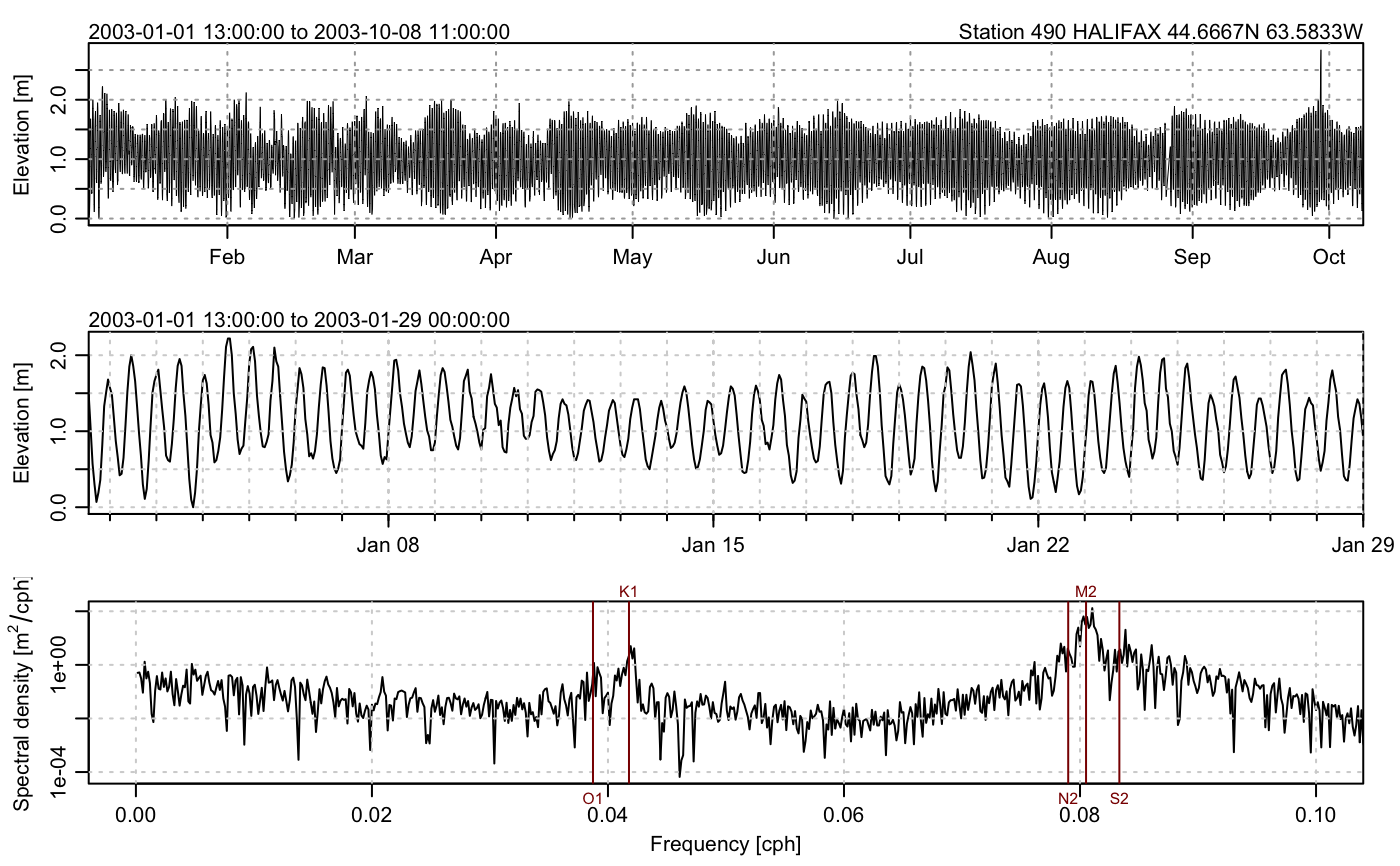 2003-01-01 13:00:00 to 2003-10-08 11:00:00 Station 490 HALIFAX 44.6667N 63.5833W
Elevation [m]
2.0
1.0
0.0
Feb Mar Apr May Jun Jul Aug Sep Oct
2003-01-01 13:00:00 to 2003-01-29 00:00:00
Elevation [m]
2.0
1.0
0.0
Jan 08 Jan 15 Jan 22 Jan 29
K1 M2
Spectral density [m²/cph]
1e+00
1e-04
O1 N2 S2
0.00 0.02 0.04 0.06 0.08 0.10
Frequency [cph]